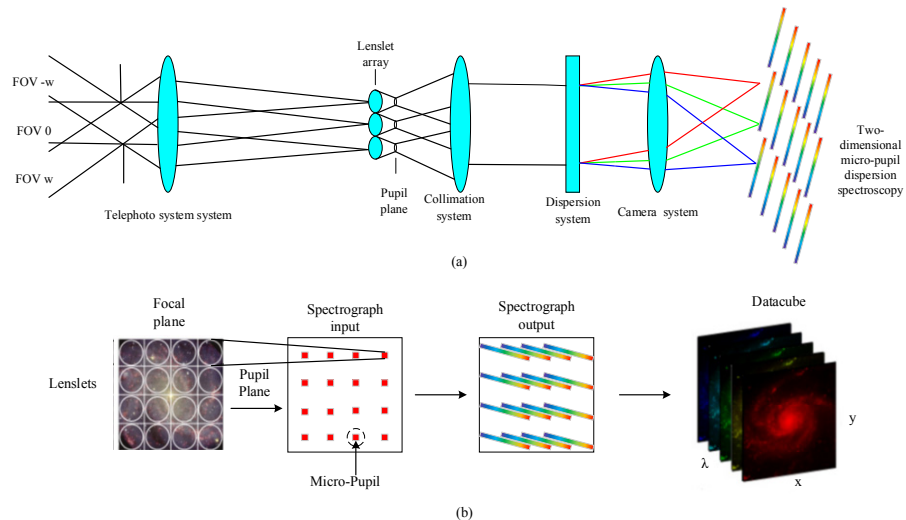 FOV -w
FOV 0
FOV w
Telephoto system system
Lenslet
array
Pupil
plane
Collimation
system
Dispersion
system
Camera system
Two-
dimensional
micro-pupil
dispersion
spectroscopy
(a)
Lenslets
Focal
plane
Pupil
Plane
Spectrograph
input
Micro-Pupil
Spectrograph
output
Datacube
λ
x
y
(b)